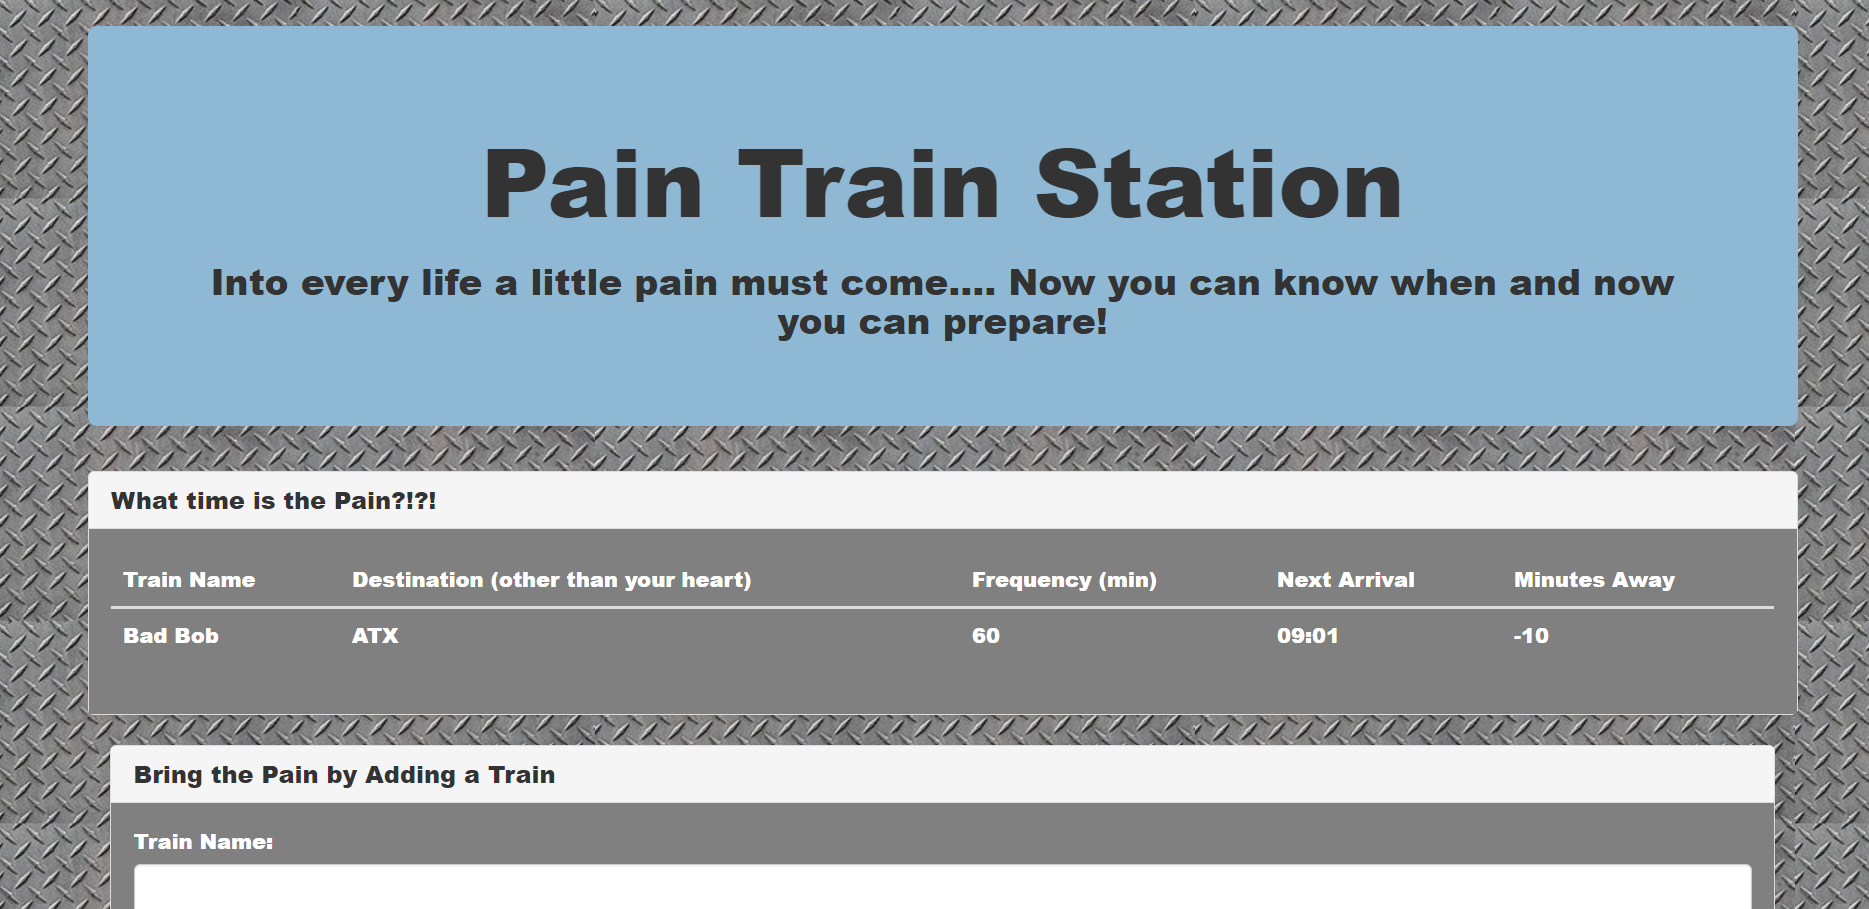 Pain Train Station
Into every life a little pain must come.... Now you can know when and now
you can prepare!
What time is the Pain?!?!
Train Name Destination (other than your heart) Frequency (min) Next Arrival Minutes Away
Bad Bob ATX 60 09:01 -10
Bring the Pain by Adding a Train
Train Name: